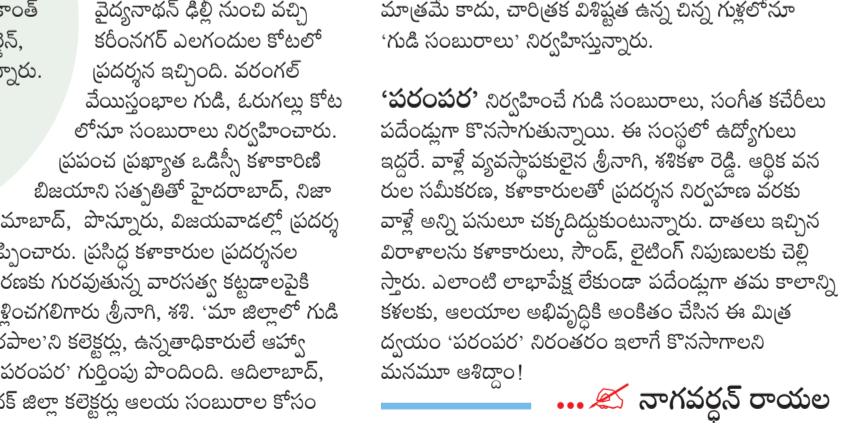 కాంత్
న్నారు.
వైద్యనాథన్ ఢిల్లీ నుంచి వచ్చి
కరీంనగర్ ఎలగందుల కోటలో
ప్రదర్శన ఇచ్చింది. వరంగల్
వేయిస్తంభాల గుడి, ఓరుగల్లు కోట
లోనూ సంబురాలు నిర్వహించారు.
ప్రపంచ ప్రఖ్యాత ఒడిస్సీ కళాకారిణి
బిజయాని సత్పతితో హైదరాబాద్, నిజా
మాబాద్, పొన్నూరు, విజయవాడల్లో ప్రదర్శ
ప్పించారు. ప్రసిద్ధ కళాకారుల ప్రదర్శనల
రణకు గురవుతున్న వారసత్వ కట్టడాలపైకి
ళ్లించగలిగారు శ్రీనాగి, శశి. ‘మా జిల్లాలో గుడి
రపాల’ని కలెక్టర్లు, ఉన్నతాధికారులే ఆహ్వా
పరంపర’ గుర్తింపు పొందింది. ఆదిలాబాద్,
దక్ జిల్లా కలెక్టర్లు ఆలయ సంబురాల కోసం
మాత్రమే కాదు, చారిత్రక విశిష్టత ఉన్న చిన్న గుళ్లలోనూ
‘గుడి సంబురాలు’ నిర్వహిస్తున్నారు.
‘పరంపర’ నిర్వహించే గుడి సంబురాలు, సంగీత కచేరీలు
పదేండ్లుగా కొనసాగుతున్నాయి. ఈ సంస్థలో ఉద్యోగులు
ఇద్దరే. వాళ్లే వ్యవస్థాపకులైన శ్రీనాగి, శశికళా రెడ్డి. ఆర్థిక వన
రుల సమీకరణ, కళాకారులతో ప్రదర్శన నిర్వహణ వరకు
వాళ్లే అన్ని పనులూ చక్కదిద్దుకుంటున్నారు. దాతలు ఇచ్చిన
విరాళాలను కళాకారులు, సౌండ్, లైటింగ్ నిపుణులకు చెల్లి
స్తారు. ఎలాంటి లాభాపేక్ష లేకుండా పదేండ్లుగా తమ కాలాన్ని
కళలకు, ఆలయాల అభివృద్ధికి అంకితం చేసిన ఈ మిత్ర
ద్వయం ‘పరంపర’ నిరంతరం ఇలాగే కొనసాగాలని
మనమూ ఆశిద్దాం!
... నాగవర్ధన్ రాయల